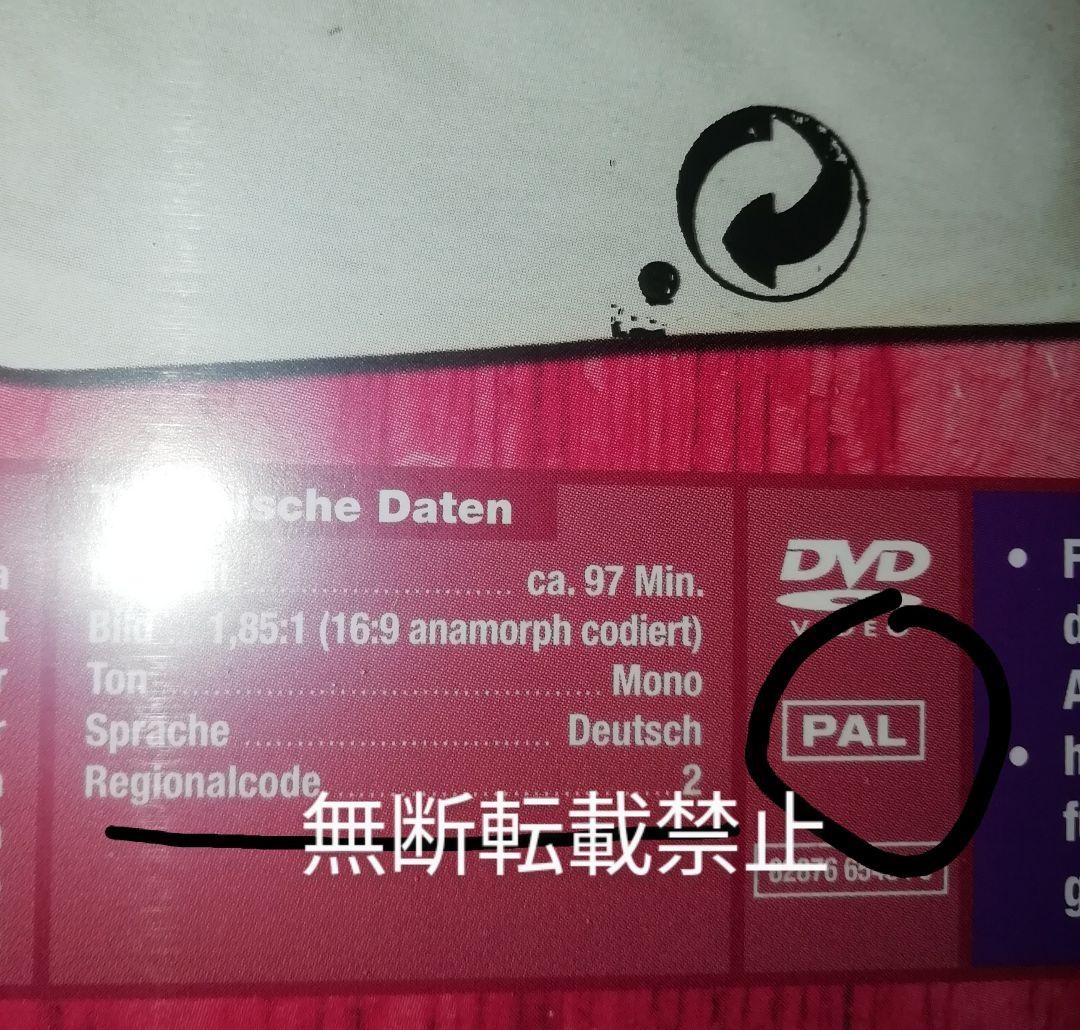 Daten
ca. 97 Min.
Bild 1,85:1 (16:9 anamorph codiert)
Ton Mono
Sprache Deutsch
Regionalcode 2
DVD
VIDEO
PAL
無断転載禁止